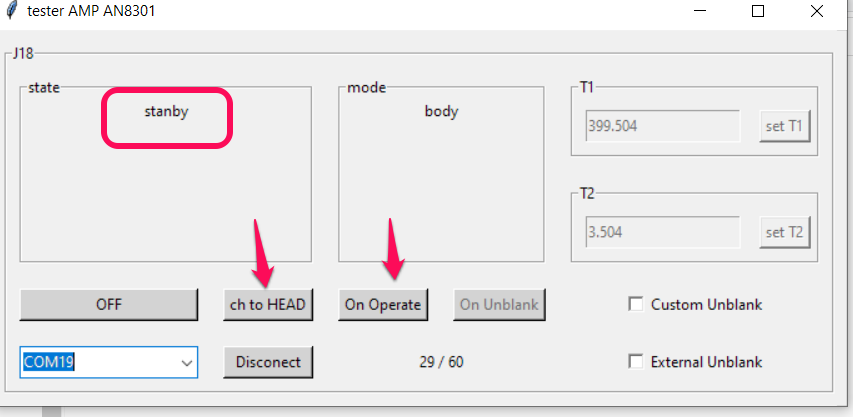 tester AMP AN8301
J18
state
stanby
mode
body
T1
399.504
set T1
T2
3.504
set T2
OFF
ch to HEAD
On Operate
On Unblank
Custom Unblank
COM19
Disconect
29 / 60
External Unblank